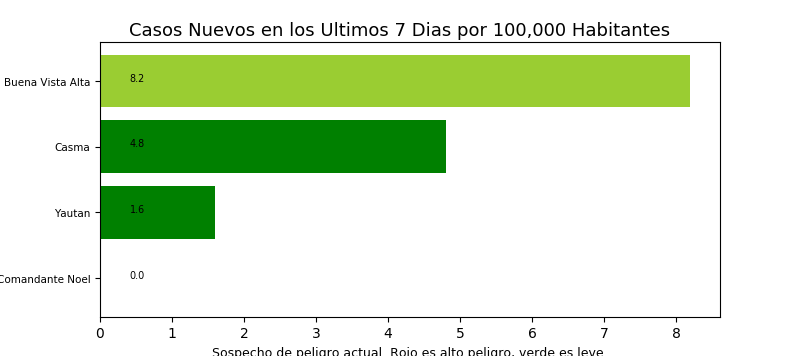 Casos Nuevos en los Ultimos 7 Dias por 100,000 Habitantes
Buena Vista Alta
8.2
Casma
4.8
Yautan
1.6
Comandante Noel
0.0
0 1 2 3 4 5 6 7 8
Sospecho de peligro actual. Rojo es alto peligro, verde es leve